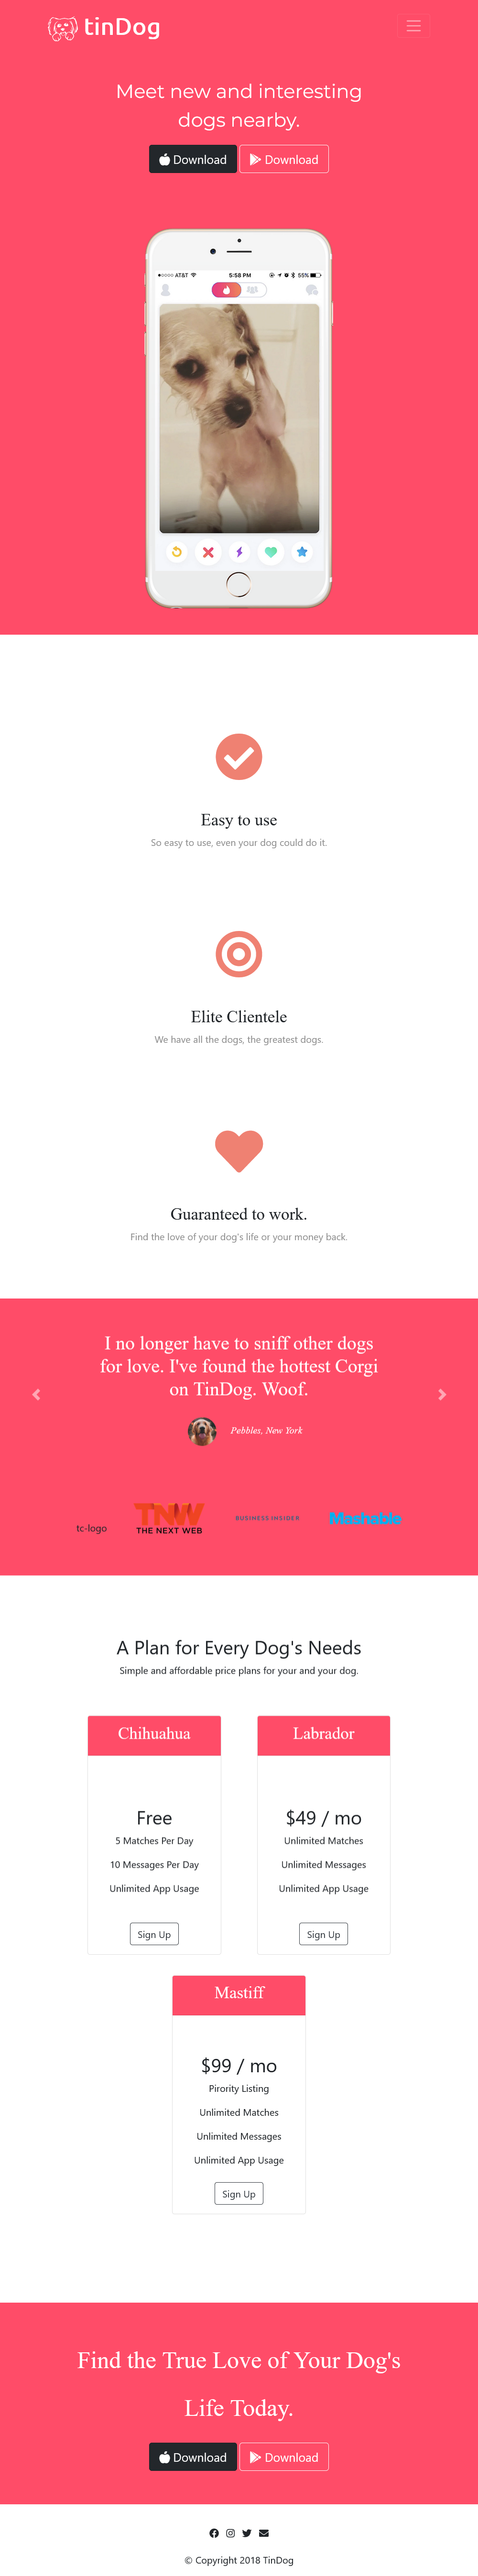 tinDog
Meet new and interesting
dogs nearby.
Download Download
AT&T 5:58 PM 55%
Easy to use
So easy to use, even your dog could do it.
Elite Clientele
We have all the dogs, the greatest dogs.
Guaranteed to work.
Find the love of your dog's life or your money back.
I no longer have to sniff other dogs
for love. I've found the hottest Corgi
on TinDog. Woof.
Pebbles, New York
tc-logo TNW THE NEXT WEB BUSINESS INSIDER Mashable
A Plan for Every Dog's Needs
Simple and affordable price plans for your and your dog.
Chihuahua
Free
5 Matches Per Day
10 Messages Per Day
Unlimited App Usage
Sign Up
Labrador
$49 / mo
Unlimited Matches
Unlimited Messages
Unlimited App Usage
Sign Up
Mastiff
$99 / mo
Pirority Listing
Unlimited Matches
Unlimited Messages
Unlimited App Usage
Sign Up
Find the True Love of Your Dog's
Life Today.
Download Download
© Copyright 2018 TinDog